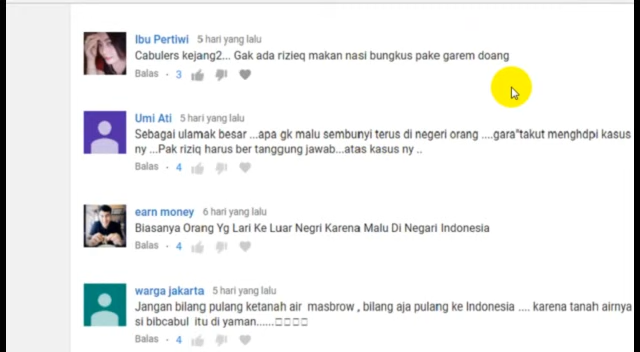 Ibu Pertiwi 5 hari yang lalu
Cabulers kejang2... Gak ada rizieq makan nasi bungkus pake garem doang
Balas · 3
Umi Ati 5 hari yang lalu
Sebagai ulamak besar ...apa gk malu sembunyi terus di negeri orang ....gara"takut menghdpi kasus
ny ...Pak riziq harus ber tanggung jawab...atas kasus ny ..
Balas · 4
earn money 6 hari yang lalu
Biasanya Orang Yg Lari Ke Luar Negri Karena Malu Di Negari Indonesia
Balas · 4
warga jakarta 5 hari yang lalu
Jangan bilang pulang ketanah air masbrow , bilang aja pulang ke Indonesia .... karena tanah airnya
si bibcabul itu di yaman......□□□□
Balas · 4